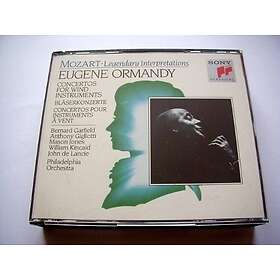 MOZART-Legendary Interpretations
EUGENE ORMANDY
CONCERTOS
FOR WIND
INSTRUMENTS
BLÄSERKONZERTE
CONCERTOS POUR
INSTRUMENTS
À VENT
Bernard Garfield
Anthony Gigliotti
Mason Jones
William Kincaid
John de Lancie
Philadelphia
Orchestra
SONY